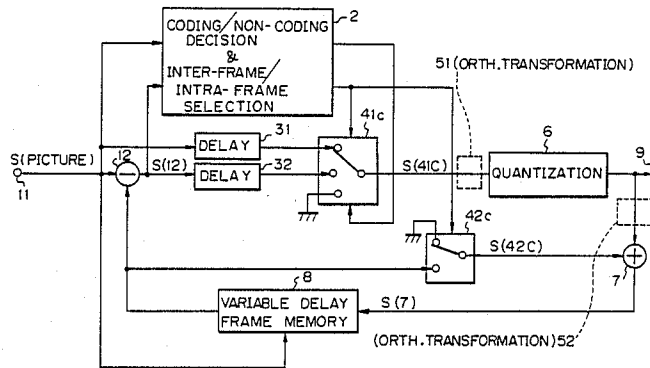 CODING/NON-CODING
DECISION
&
INTER-FRAME/
INTRA-FRAME
SELECTION
2
51(ORTH.TRANSFORMATION)
31
DELAY
41c
6
9
S(PICTURE)
12
S(12)
32
DELAY
S(41C)
QUANTIZATION
11
42c
S(42C)
7
8
VARIABLE DELAY
FRAME MEMORY
S(7)
(ORTH.TRANSFORMATION)52